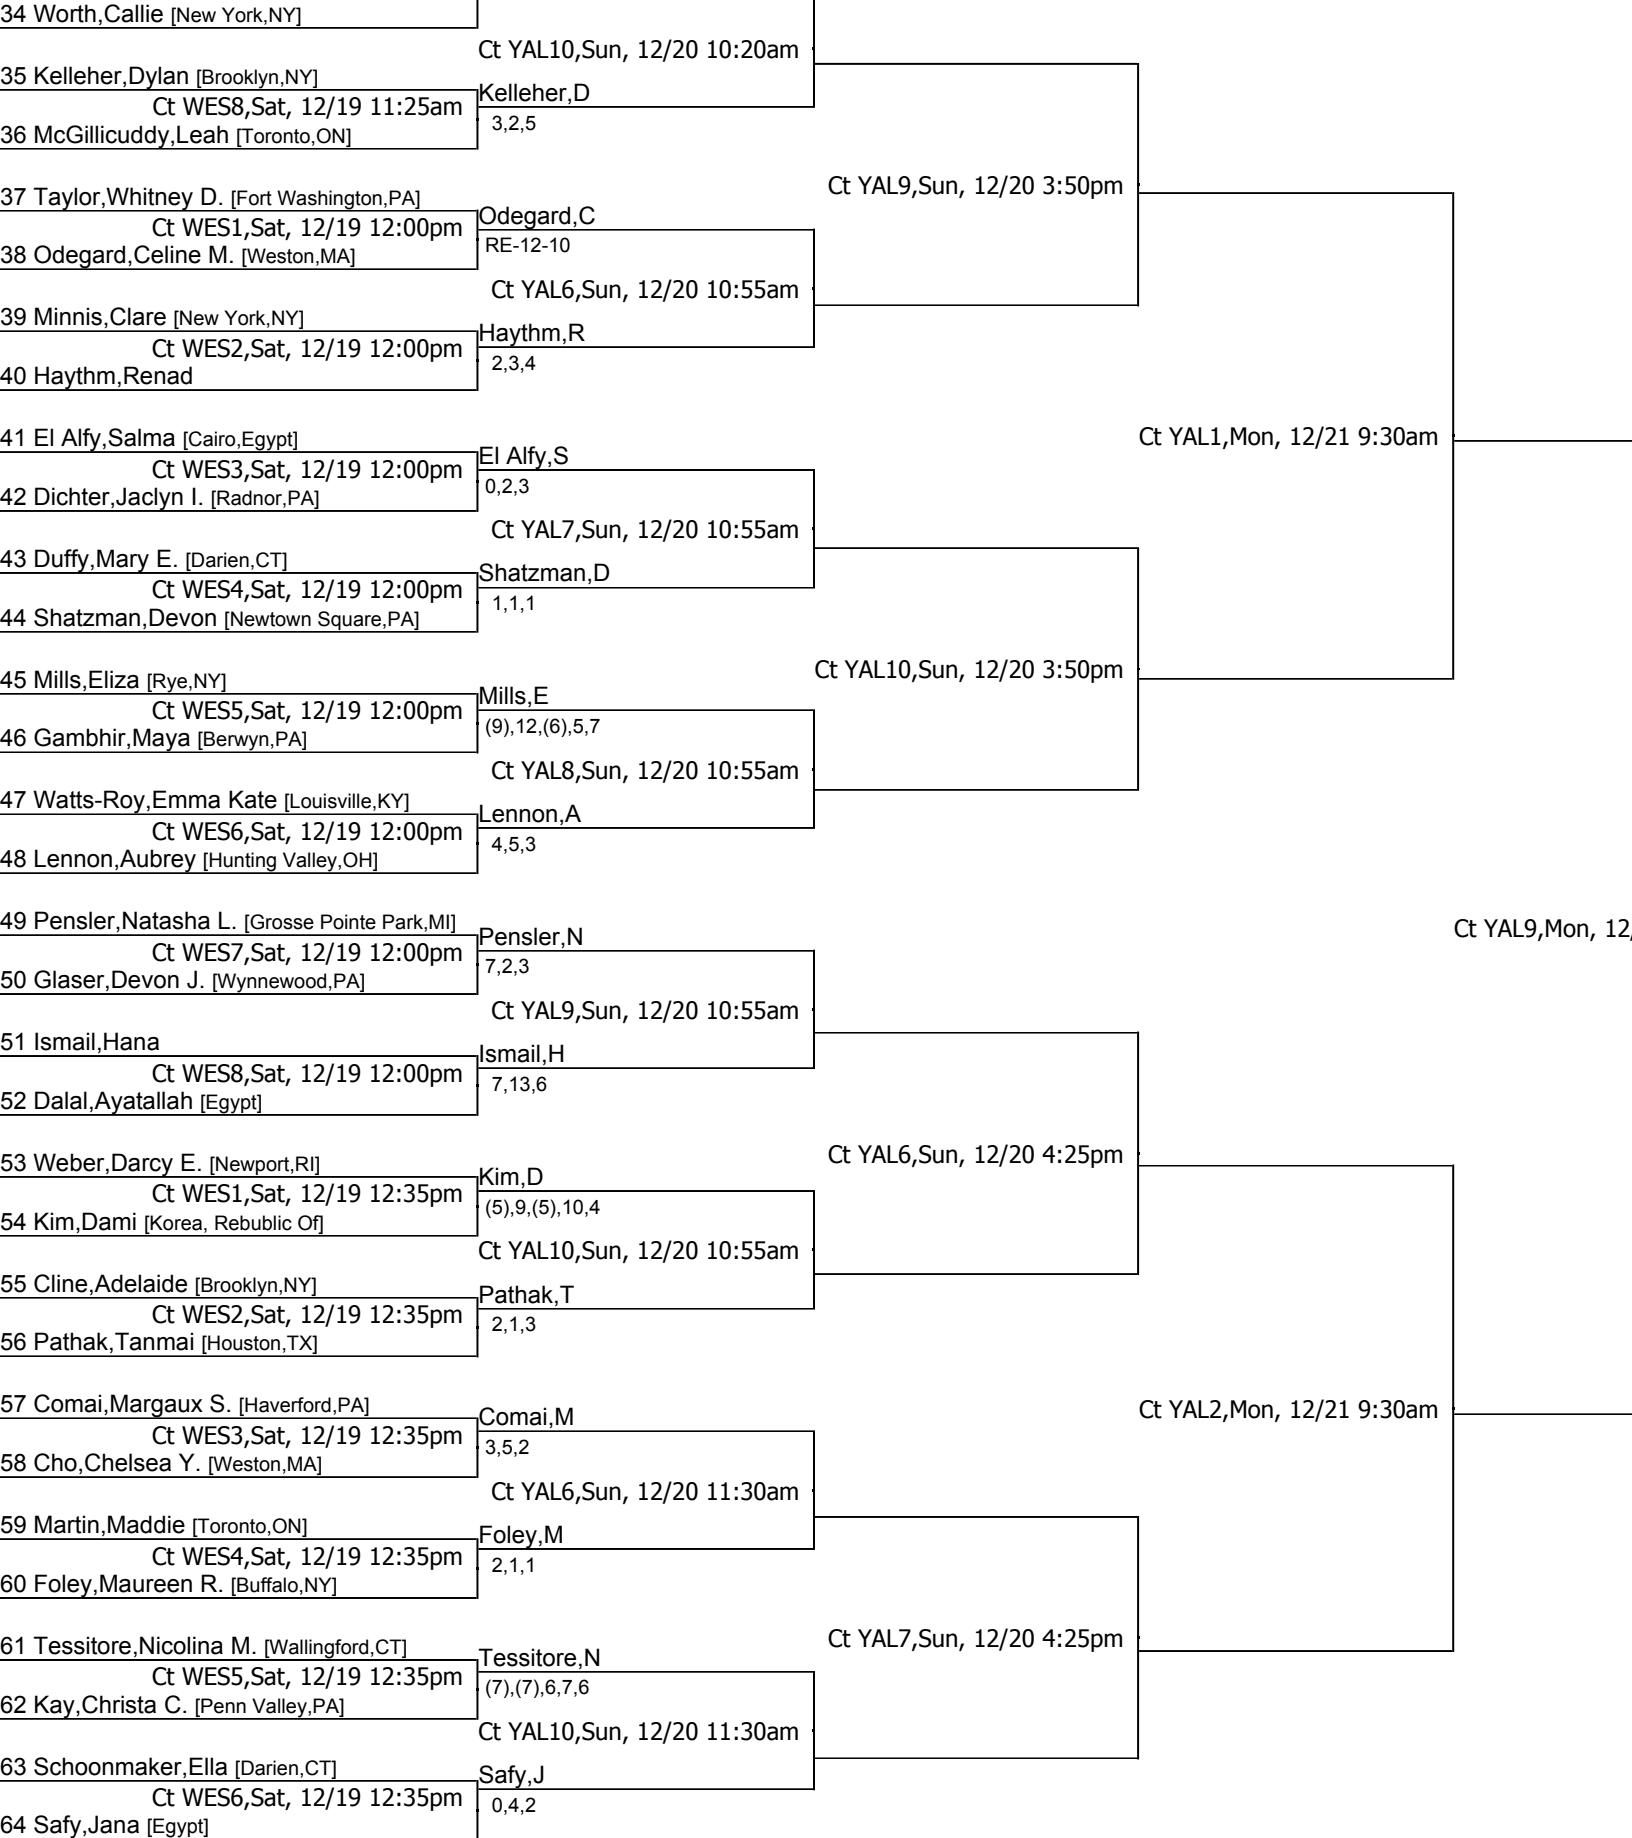 34 Worth,Callie [New York,NY]
Ct YAL10,Sun, 12/20 10:20am
35 Kelleher,Dylan [Brooklyn,NY]
Kelleher,D
Ct WES8,Sat, 12/19 11:25am
3,2,5
36 McGillicuddy,Leah [Toronto,ON]
Ct YAL9,Sun, 12/20 3:50pm
37 Taylor,Whitney D. [Fort Washington,PA]
Odegard,C
Ct WES1,Sat, 12/19 12:00pm
RE-12-10
38 Odegard,Celine M. [Weston,MA]
Ct YAL6,Sun, 12/20 10:55am
39 Minnis,Clare [New York,NY]
Haythm,R
Ct WES2,Sat, 12/19 12:00pm
2,3,4
40 Haythm,Renad
Ct YAL1,Mon, 12/21 9:30am
41 El Alfy,Salma [Cairo,Egypt]
El Alfy,S
Ct WES3,Sat, 12/19 12:00pm
0,2,3
42 Dichter,Jaclyn I. [Radnor,PA]
Ct YAL7,Sun, 12/20 10:55am
43 Duffy,Mary E. [Darien,CT]
Shatzman,D
Ct WES4,Sat, 12/19 12:00pm
1,1,1
44 Shatzman,Devon [Newtown Square,PA]
Ct YAL10,Sun, 12/20 3:50pm
45 Mills,Eliza [Rye,NY]
Mills,E
Ct WES5,Sat, 12/19 12:00pm
(9),12,(6),5,7
46 Gambhir,Maya [Berwyn,PA]
Ct YAL8,Sun, 12/20 10:55am
47 Watts-Roy,Emma Kate [Louisville,KY]
Lennon,A
Ct WES6,Sat, 12/19 12:00pm
4,5,3
48 Lennon,Aubrey [Hunting Valley,OH]
49 Pensler,Natasha L. [Grosse Pointe Park,MI]
Ct YAL9,Mon, 12/
Pensler,N
Ct WES7,Sat, 12/19 12:00pm
7,2,3
50 Glaser,Devon J. [Wynnewood,PA]
Ct YAL9,Sun, 12/20 10:55am
51 Ismail,Hana
Ismail,H
Ct WES8,Sat, 12/19 12:00pm
7,13,6
52 Dalal,Ayatallah [Egypt]
Ct YAL6,Sun, 12/20 4:25pm
53 Weber,Darcy E. [Newport,RI]
Kim,D
Ct WES1,Sat, 12/19 12:35pm
(5),9,(5),10,4
54 Kim,Dami [Korea, Rebublic Of]
Ct YAL10,Sun, 12/20 10:55am
55 Cline,Adelaide [Brooklyn,NY]
Pathak,T
Ct WES2,Sat, 12/19 12:35pm
2,1,3
56 Pathak,Tanmai [Houston,TX]
57 Comai,Margaux S. [Haverford,PA]
Ct YAL2,Mon, 12/21 9:30am
Comai,M
Ct WES3,Sat, 12/19 12:35pm
3,5,2
58 Cho,Chelsea Y. [Weston,MA]
Ct YAL6,Sun, 12/20 11:30am
59 Martin,Maddie [Toronto,ON]
Foley,M
Ct WES4,Sat, 12/19 12:35pm
2,1,1
60 Foley,Maureen R. [Buffalo,NY]
Ct YAL7,Sun, 12/20 4:25pm
61 Tessitore,Nicolina M. [Wallingford,CT]
Tessitore,N
Ct WES5,Sat, 12/19 12:35pm
(7),(7),6,7,6
62 Kay,Christa C. [Penn Valley,PA]
Ct YAL10,Sun, 12/20 11:30am
63 Schoonmaker,Ella [Darien,CT]
Safy,J
Ct WES6,Sat, 12/19 12:35pm
0,4,2
64 Safy,Jana [Egypt]